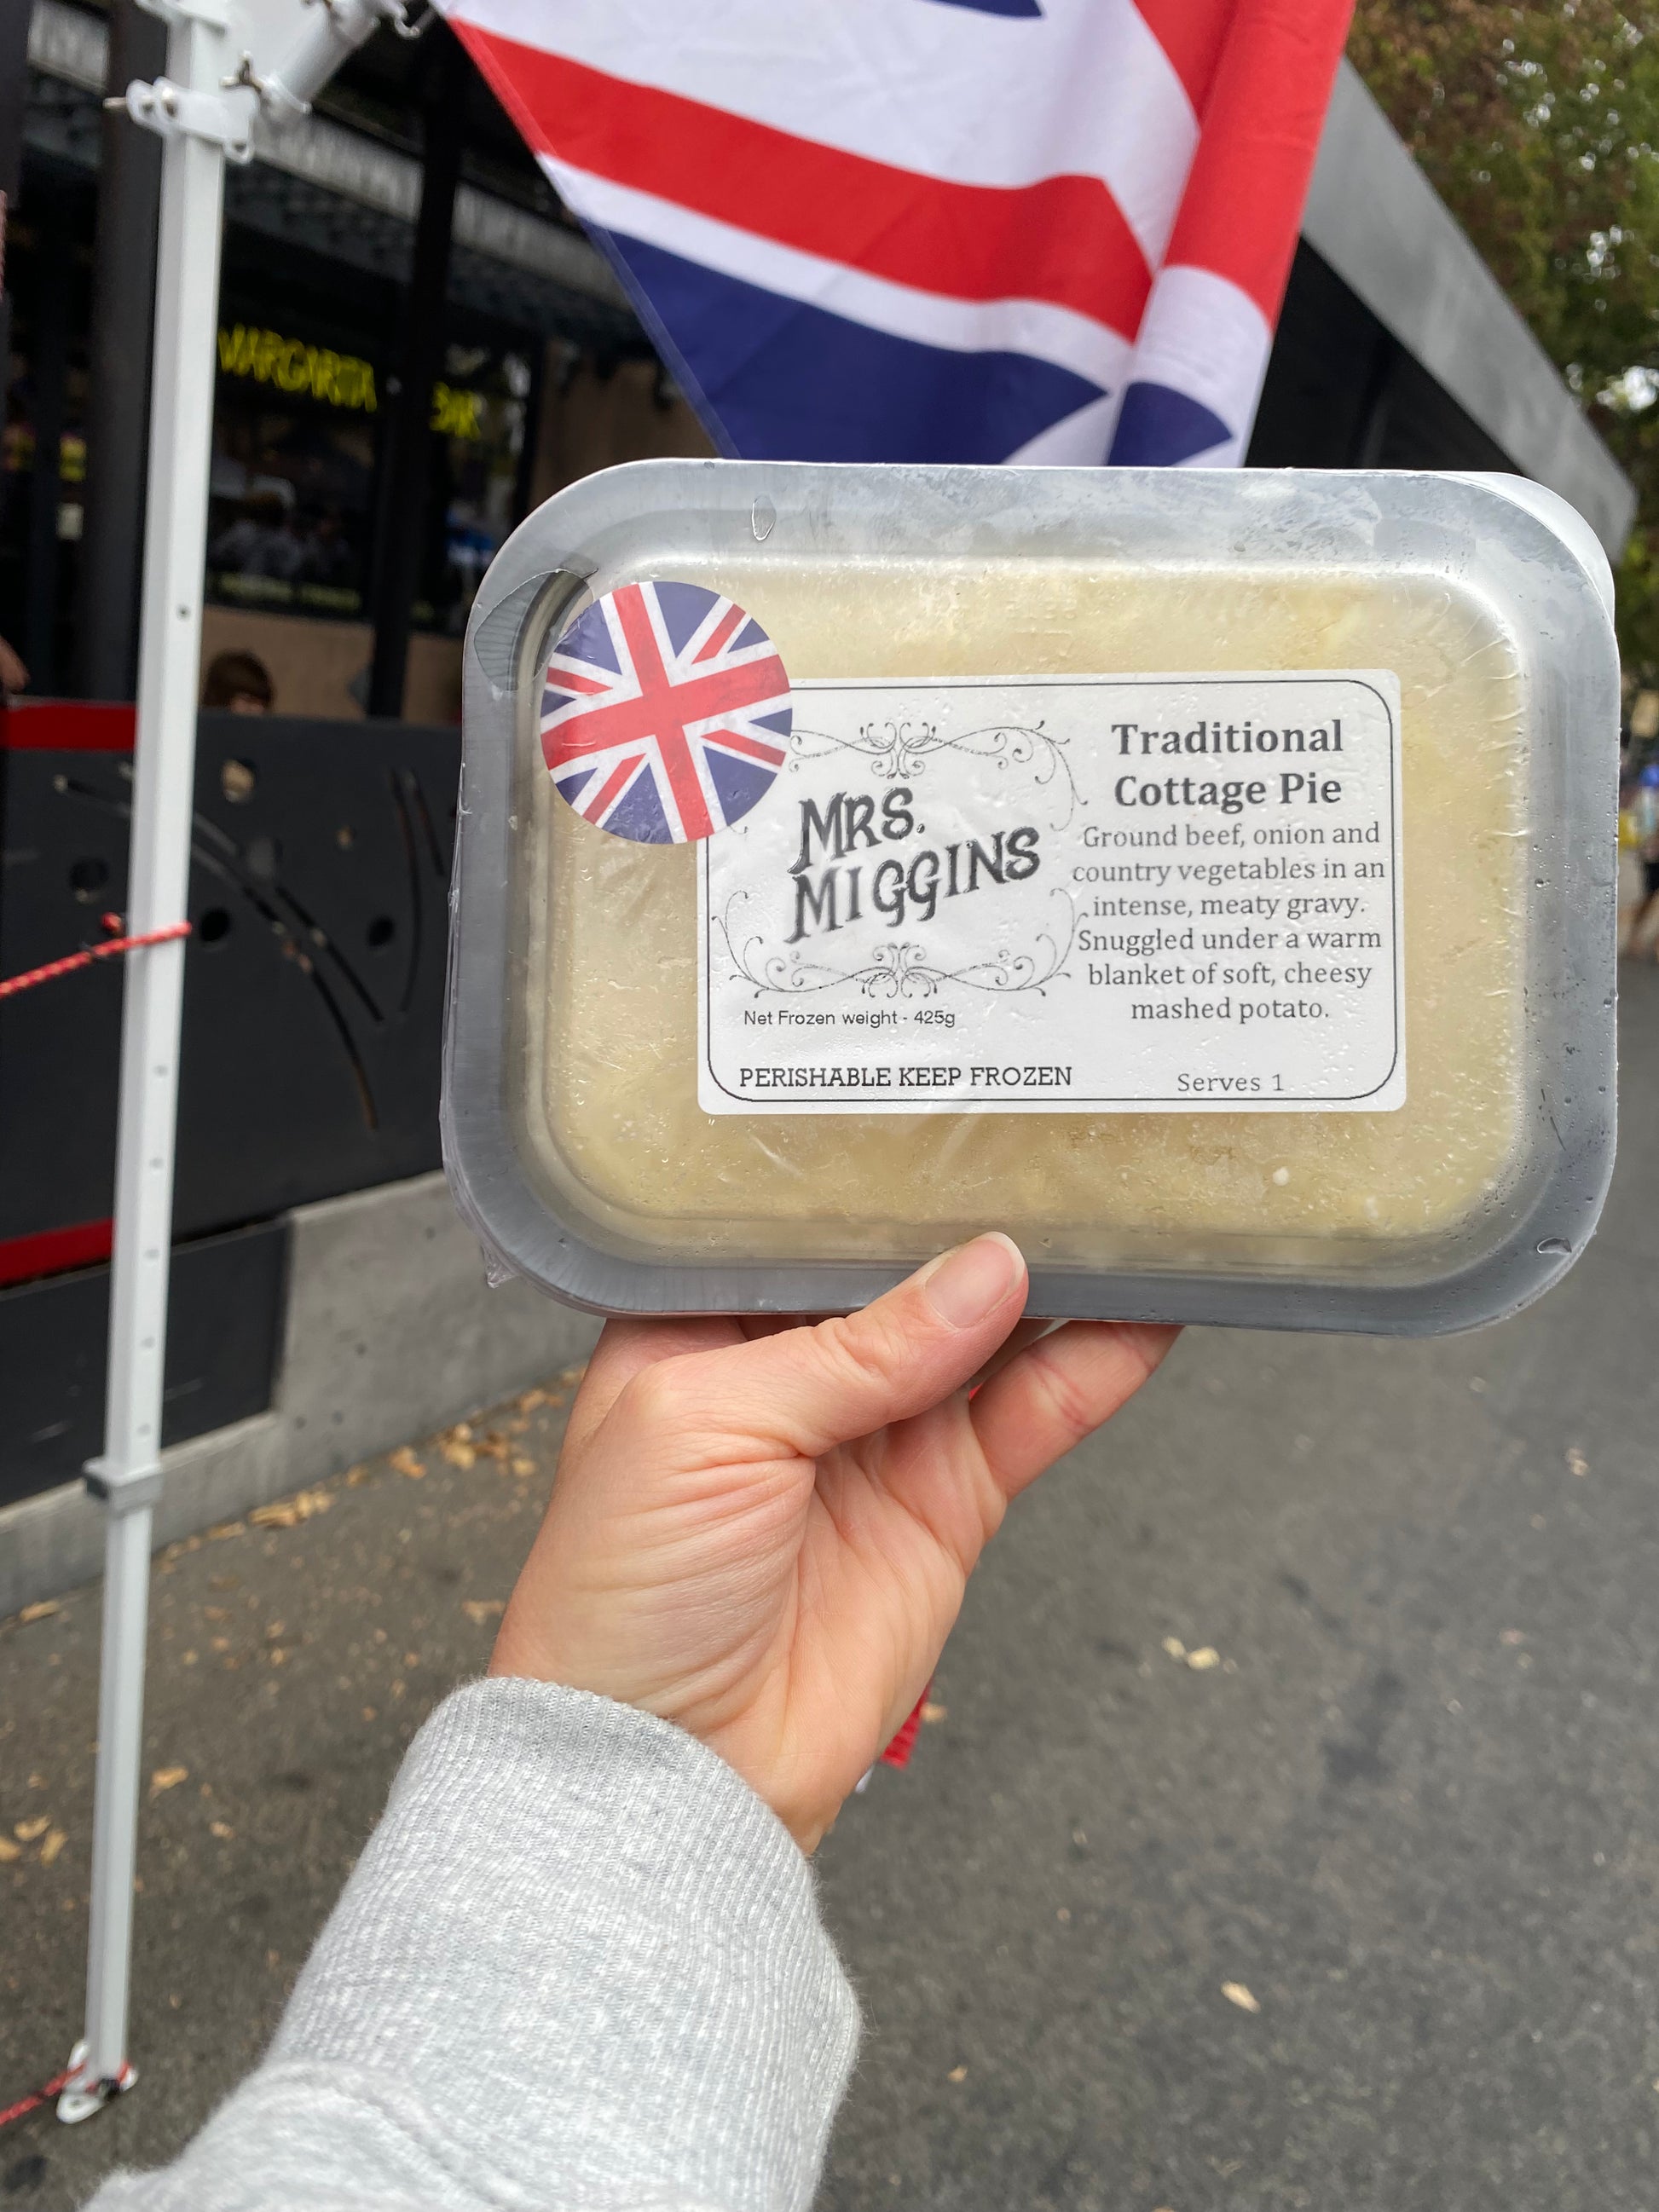 MARGARITA
MRS.
MIGGINS
Net Frozen weight - 425g
PERISHABLE KEEP FROZEN
Traditional
Cottage Pie
Ground beef, onion and
country vegetables in an
intense, meaty gravy.
Snuggled under a warm
blanket of soft, cheesy
mashed potato.
Serves 1